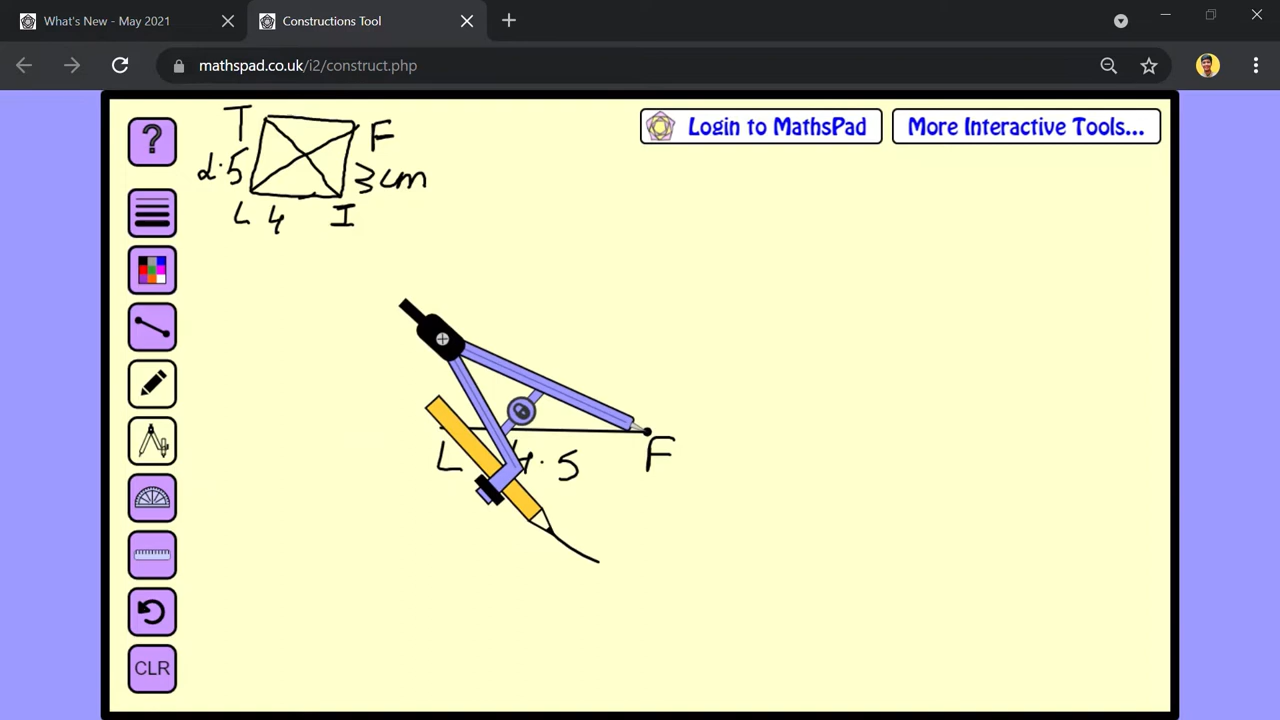 What's New - May 2021
Constructions Tool
mathspad.co.uk/i2/construct.php
Login to MathsPad
More Interactive Tools...
?
T
F
2.5
3cm
L 4 I
L 4.5 F
CLR